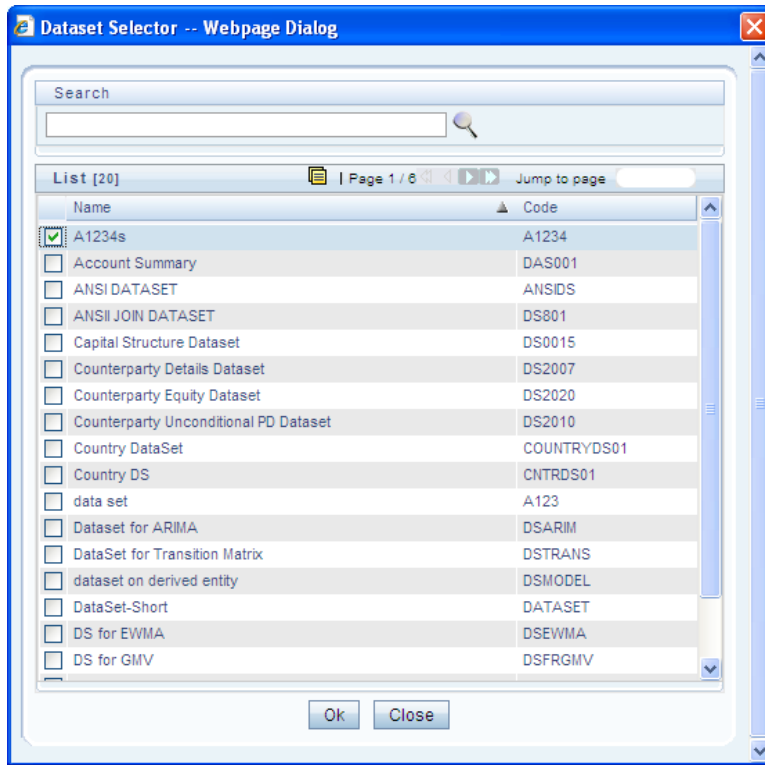 Dataset Selector -- Webpage Dialog
Search
List [20] | Page 1 / 6 Jump to page
Name Code
A1234s A1234
Account Summary DAS001
ANSI DATASET ANSIDS
ANSII JOIN DATASET DS801
Capital Structure Dataset DS0015
Counterparty Details Dataset DS2007
Counterparty Equity Dataset DS2020
Counterparty Unconditional PD Dataset DS2010
Country DataSet COUNTRYDS01
Country DS CNTRDS01
data set A123
Dataset for ARIMA DSARIM
DataSet for Transition Matrix DSTRANS
dataset on derived entity DSMODEL
DataSet-Short DATASET
DS for EWMA DSEWMA
DS for GMV DSFRGMV
Ok Close